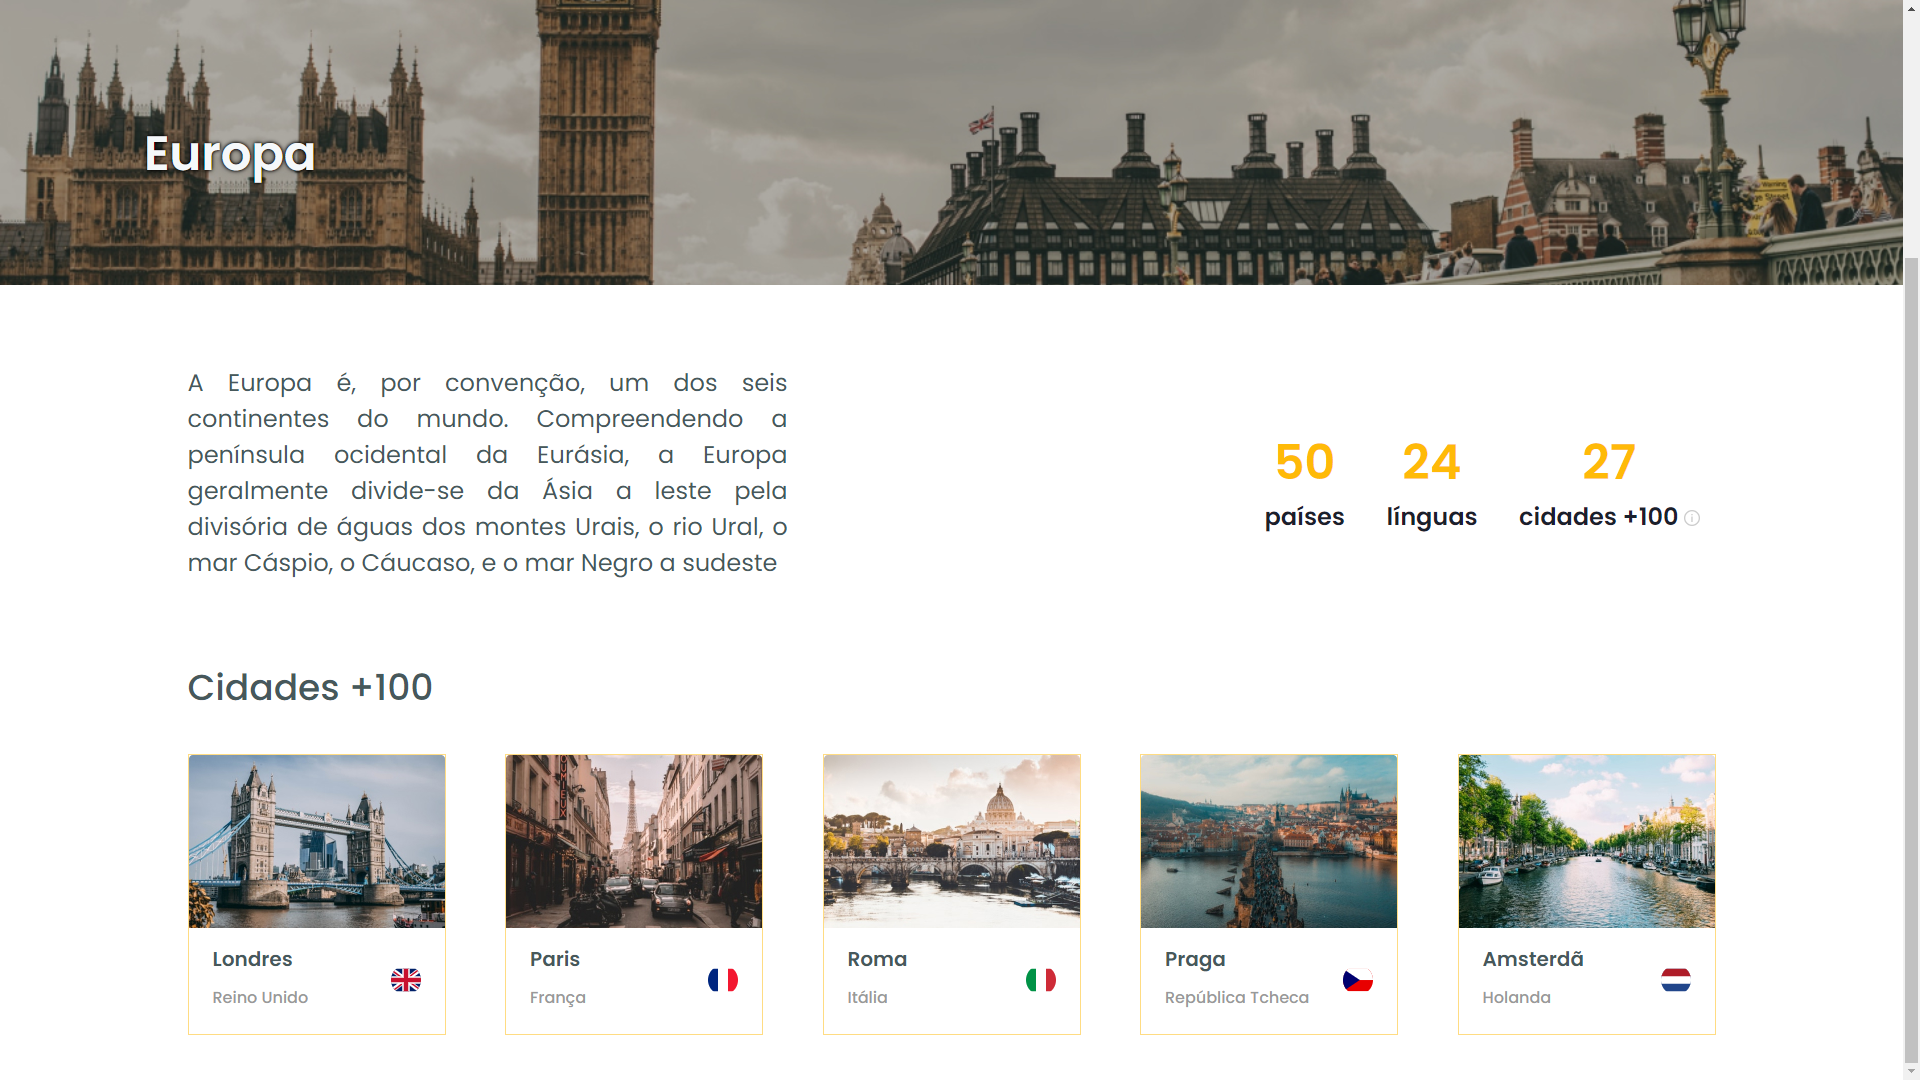 Europa
A Europa é, por convenção, um dos seis
continentes do mundo. Compreendendo a
península ocidental da Eurásia, a Europa
geralmente divide-se da Ásia a leste pela
divisória de águas dos montes Urais, o rio Ural, o
mar Cáspio, o Cáucaso, e o mar Negro a sudeste
50
países
24
línguas
27
cidades +100
Cidades +100
Londres
Reino Unido
Paris
França
Roma
Itália
Praga
República Tcheca
Amsterdã
Holanda